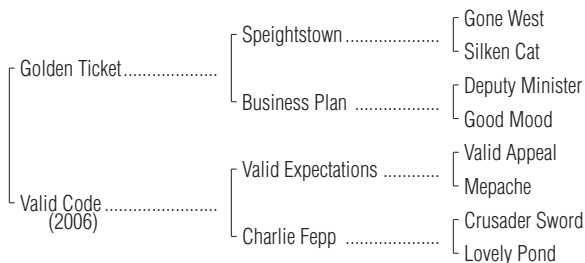 Gone West
Speightstown
Silken Cat
Golden Ticket
Deputy Minister
Business Plan
Good Mood
Valid Appeal
Valid Expectations
Mepache
Valid Code
(2006)
Crusader Sword
Charlie Fepp
Lovely Pond